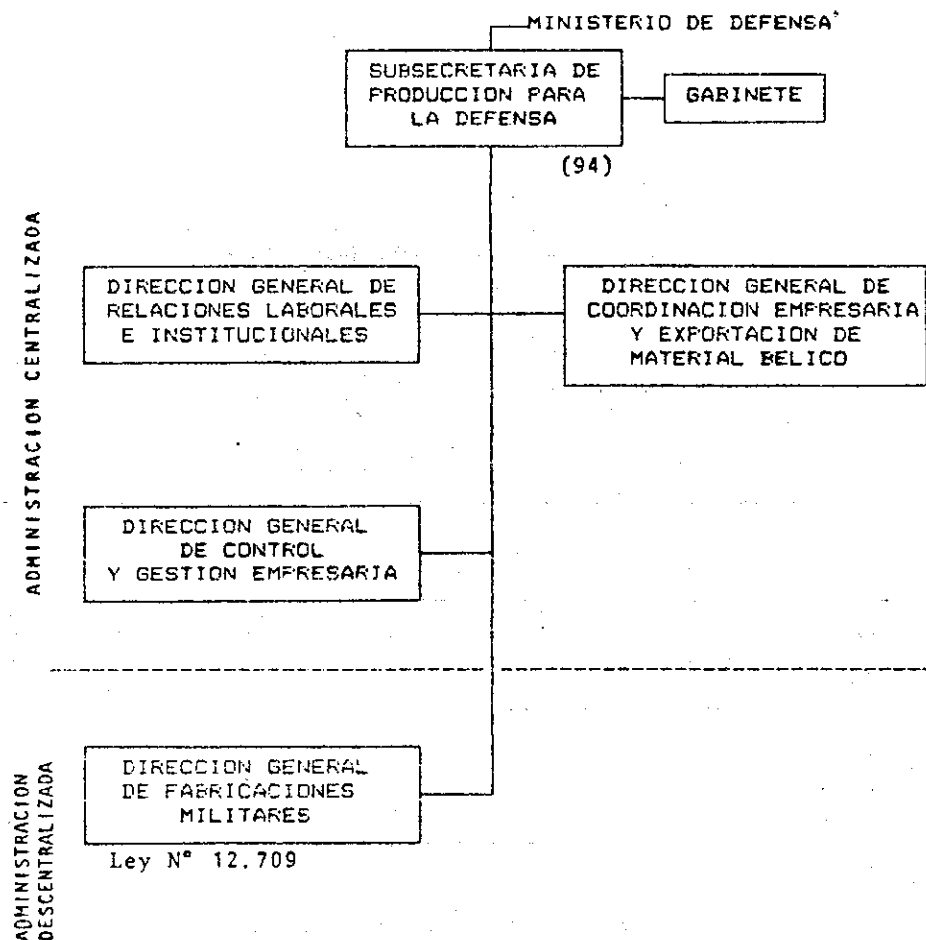 MINISTERIO DE DEFENSA
SUBSECRETARIA DE
PRODUCCION PARA
LA DEFENSA
GABINETE
(94)
ADMINISTRACION CENTRALIZADA
DIRECCION GENERAL DE
RELACIONES LABORALES
E INSTITUCIONALES
DIRECCION GENERAL DE
COORDINACION EMPRESARIA
Y EXPORTACION DE
MATERIAL BELICO
DIRECCION GENERAL
DE CONTROL
Y GESTION EMPRESARIA
ADMINISTRACION
DESCENTRALIZADA
DIRECCION GENERAL
DE FABRICACIONES
MILITARES
Ley N° 12.709